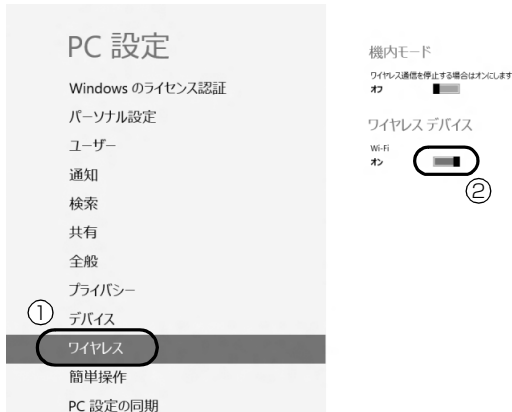 PC 設定
Windows のライセンス認証
パーソナル設定
ユーザー
通知
検索
共有
全般
プライバシー
① デバイス
ワイヤレス
簡単操作
PC 設定の同期
機内モード
ワイヤレス通信を停止する場合はオンにします
オフ
ワイヤレス デバイス
Wi-Fi
オン
②